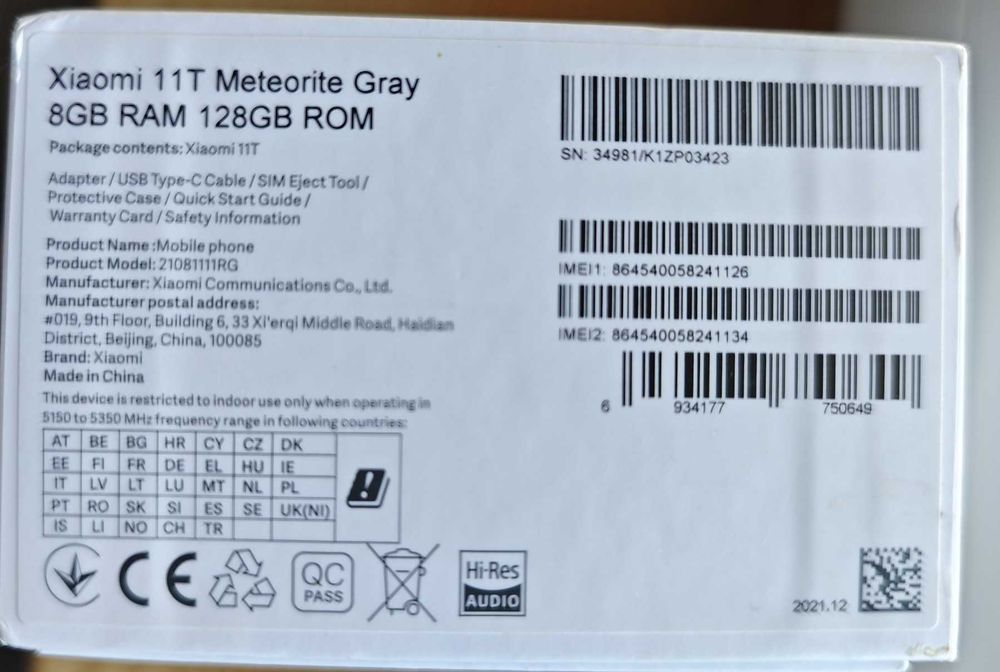 Xiaomi 11T Meteorite Gray
8GB RAM 128GB ROM
Package contents: Xiaomi 11T
Adapter / USB Type-C Cable / SIM Eject Tool /
Protective Case / Quick Start Guide /
Warranty Card / Safety Information
Product Name :Mobile phone
Product Model: 21081111RG
Manufacturer: Xiaomi Communications Co., Ltd.
Manufacturer postal address:
#019, 9th Floor, Building 6, 33 Xi'erqi Middle Road, Haidian
District, Beijing, China, 100085
Brand: Xiaomi
Made in China
This device is restricted to indoor use only when operating in
5150 to 5350 MHz frequency range in following countries:
AT BE BG HR CY CZ DK
EE FI FR DE EL HU IE
IT LV LT LU MT NL PL
PT RO SK SI ES SE UK(NI)
IS LI NO CH TR
CE
QC
PASS
Hi-Res
AUDIO
SN: 34981/K1ZP03423
IMEI1: 864540058241126
IMEI2: 864540058241134
6 934177 750649
2021.12